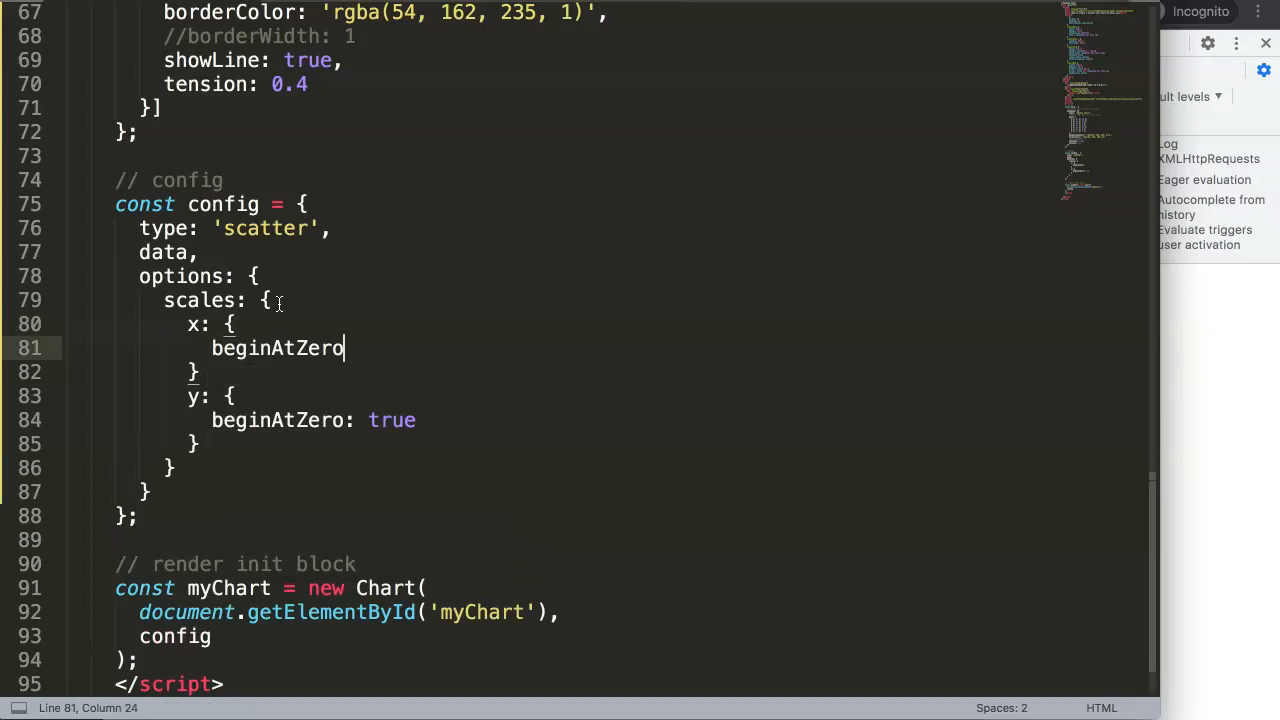 67 borderColor: 'rgba(54, 162, 235, 1)',
68 //borderWidth: 1
69 showLine: true,
70 tension: 0.4
71 }]
72 };
73
74 // config
75 const config = {
76 type: 'scatter',
77 data,
78 options: {
79 scales: {
80 x: {
81 beginAtZero
82 }
83 y: {
84 beginAtZero: true
85 }
86 }
87 }
88 };
89
90 // render init block
91 const myChart = new Chart(
92 document.getElementById('myChart'),
93 config
94 );
95 </script>
Line 81, Column 24
Spaces: 2
HTML
Incognito
ult levels
Log
XMLHttpRequests
Eager evaluation
Autocomplete from
history
Evaluate triggers
user activation